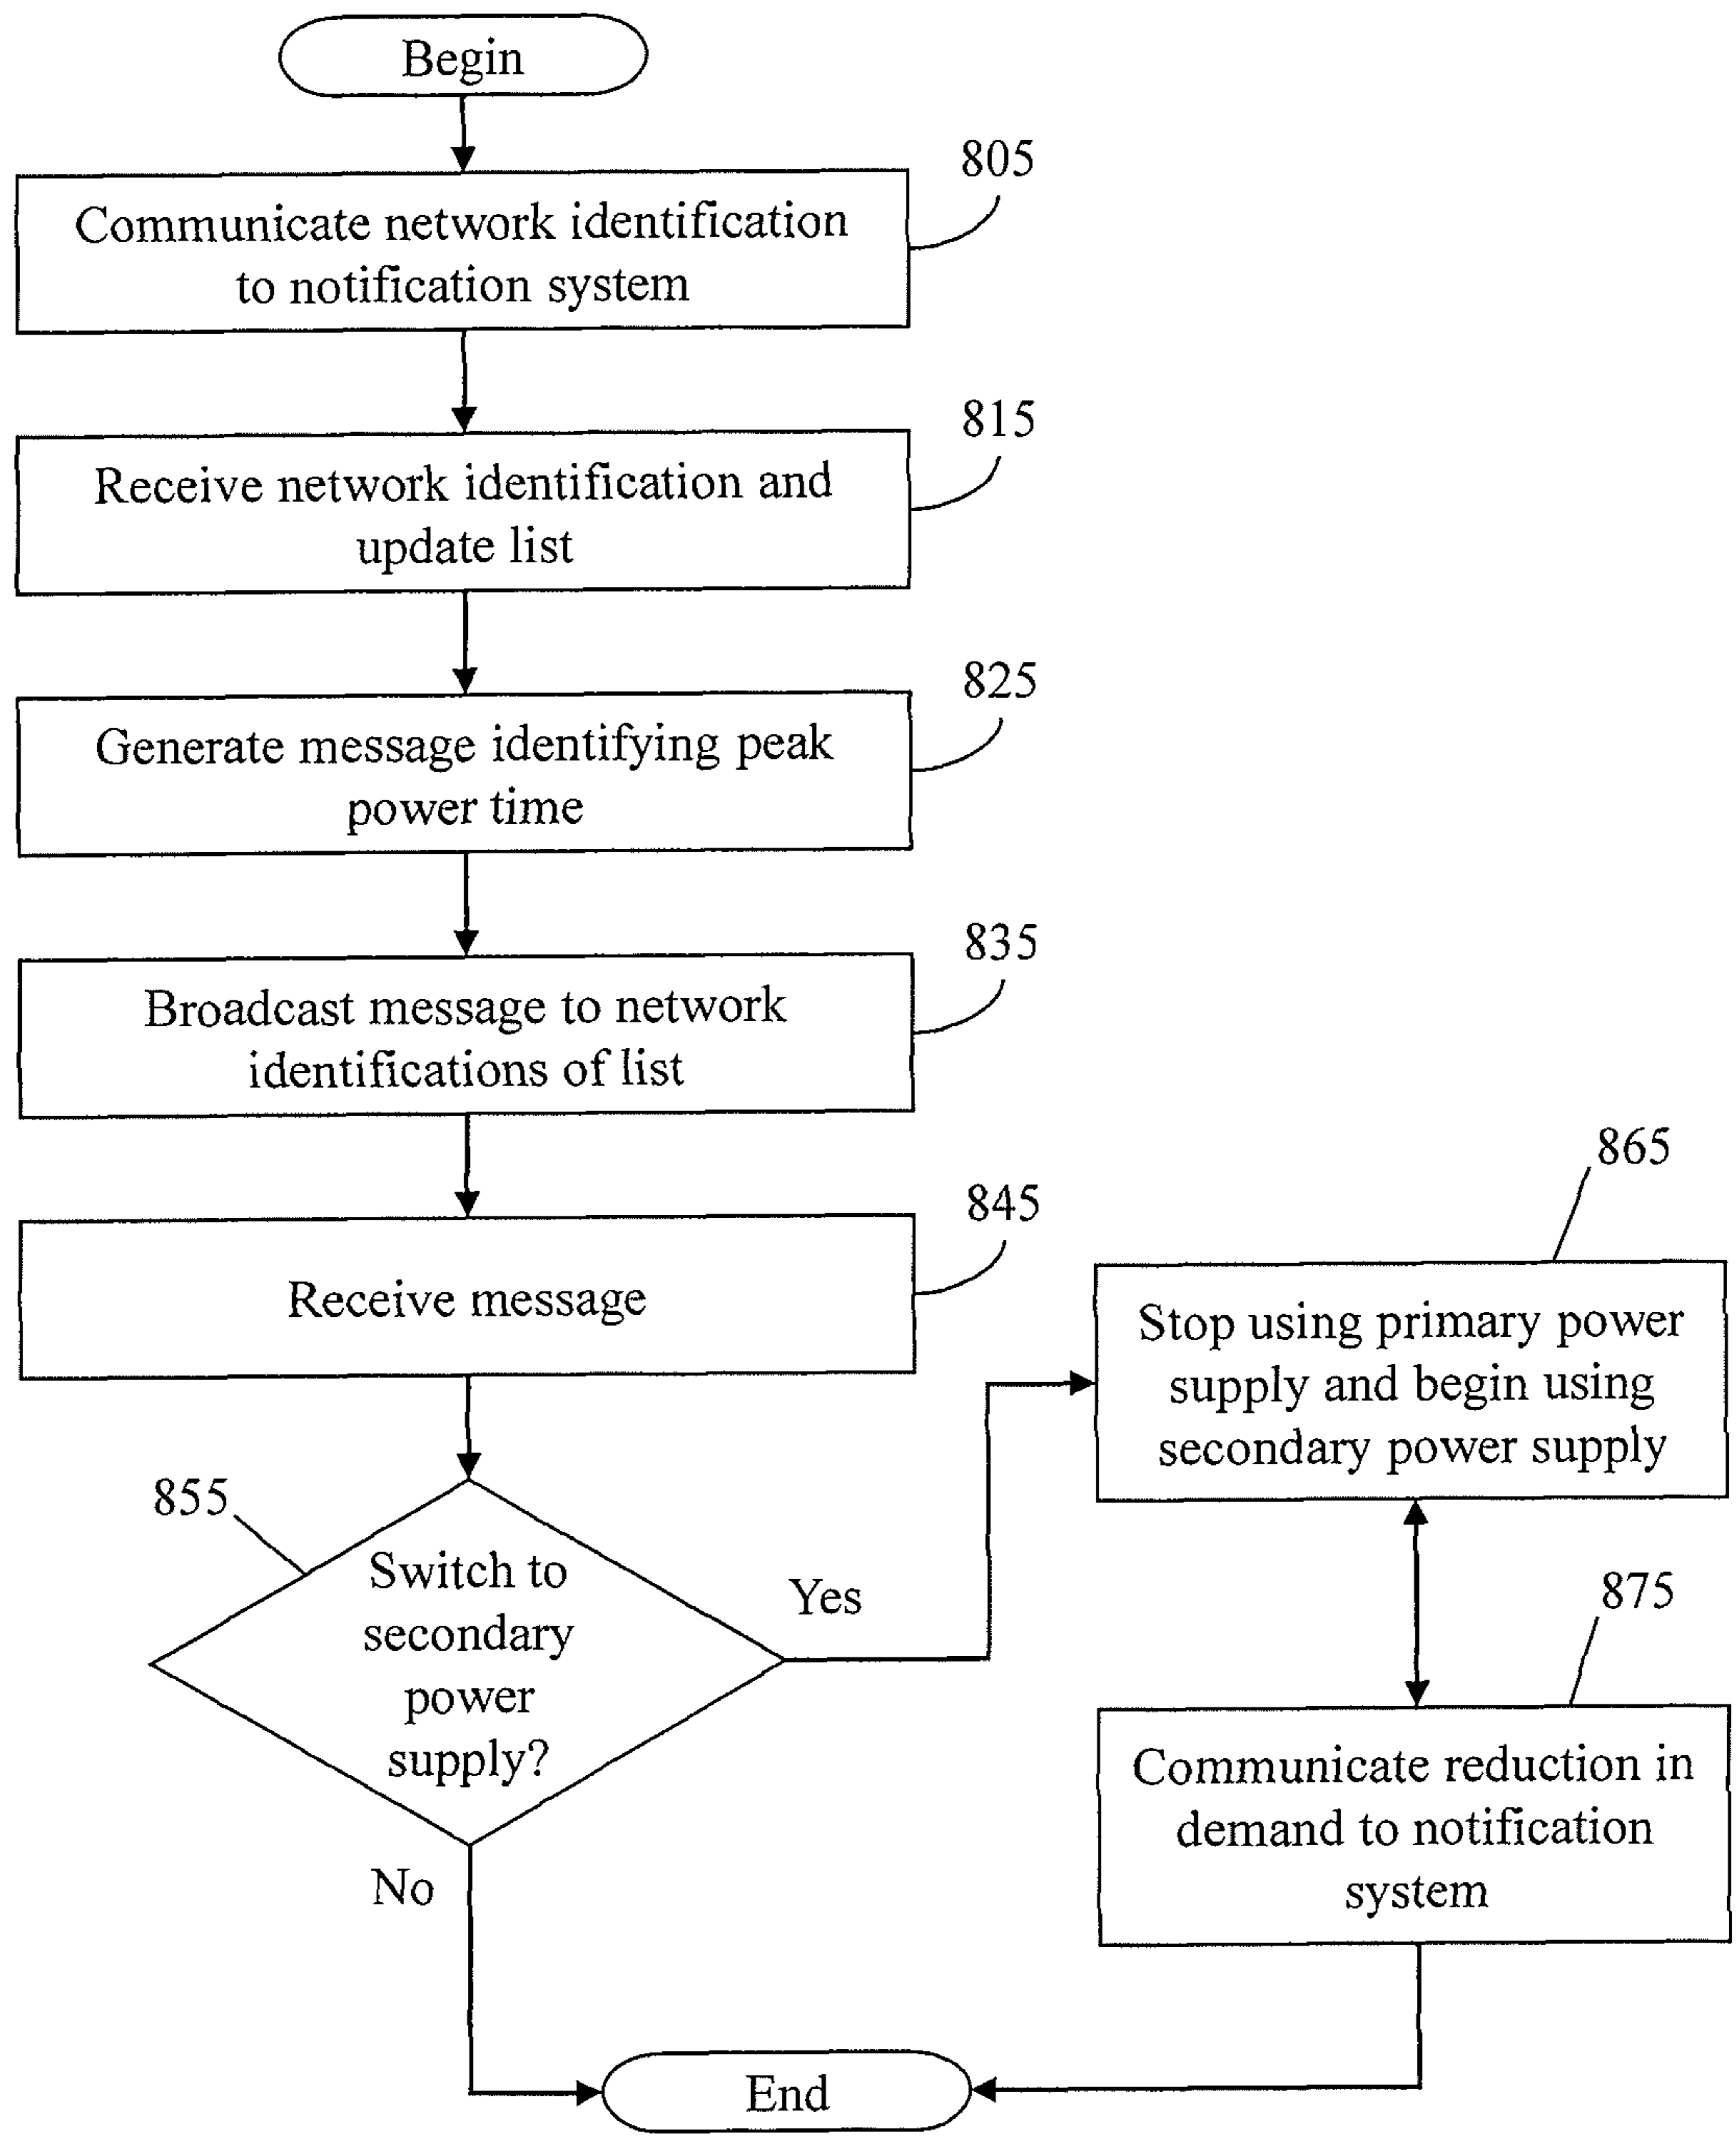 Begin
805
Communicate network identification
to notification system
815
Receive network identification and
update list
825
Generate message identifying peak
power time
835
Broadcast message to network
identifications of list
845
Receive message
855
Switch to
secondary
power
supply?
Yes
No
865
Stop using primary power
supply and begin using
secondary power supply
875
Communicate reduction in
demand to notification
system
End